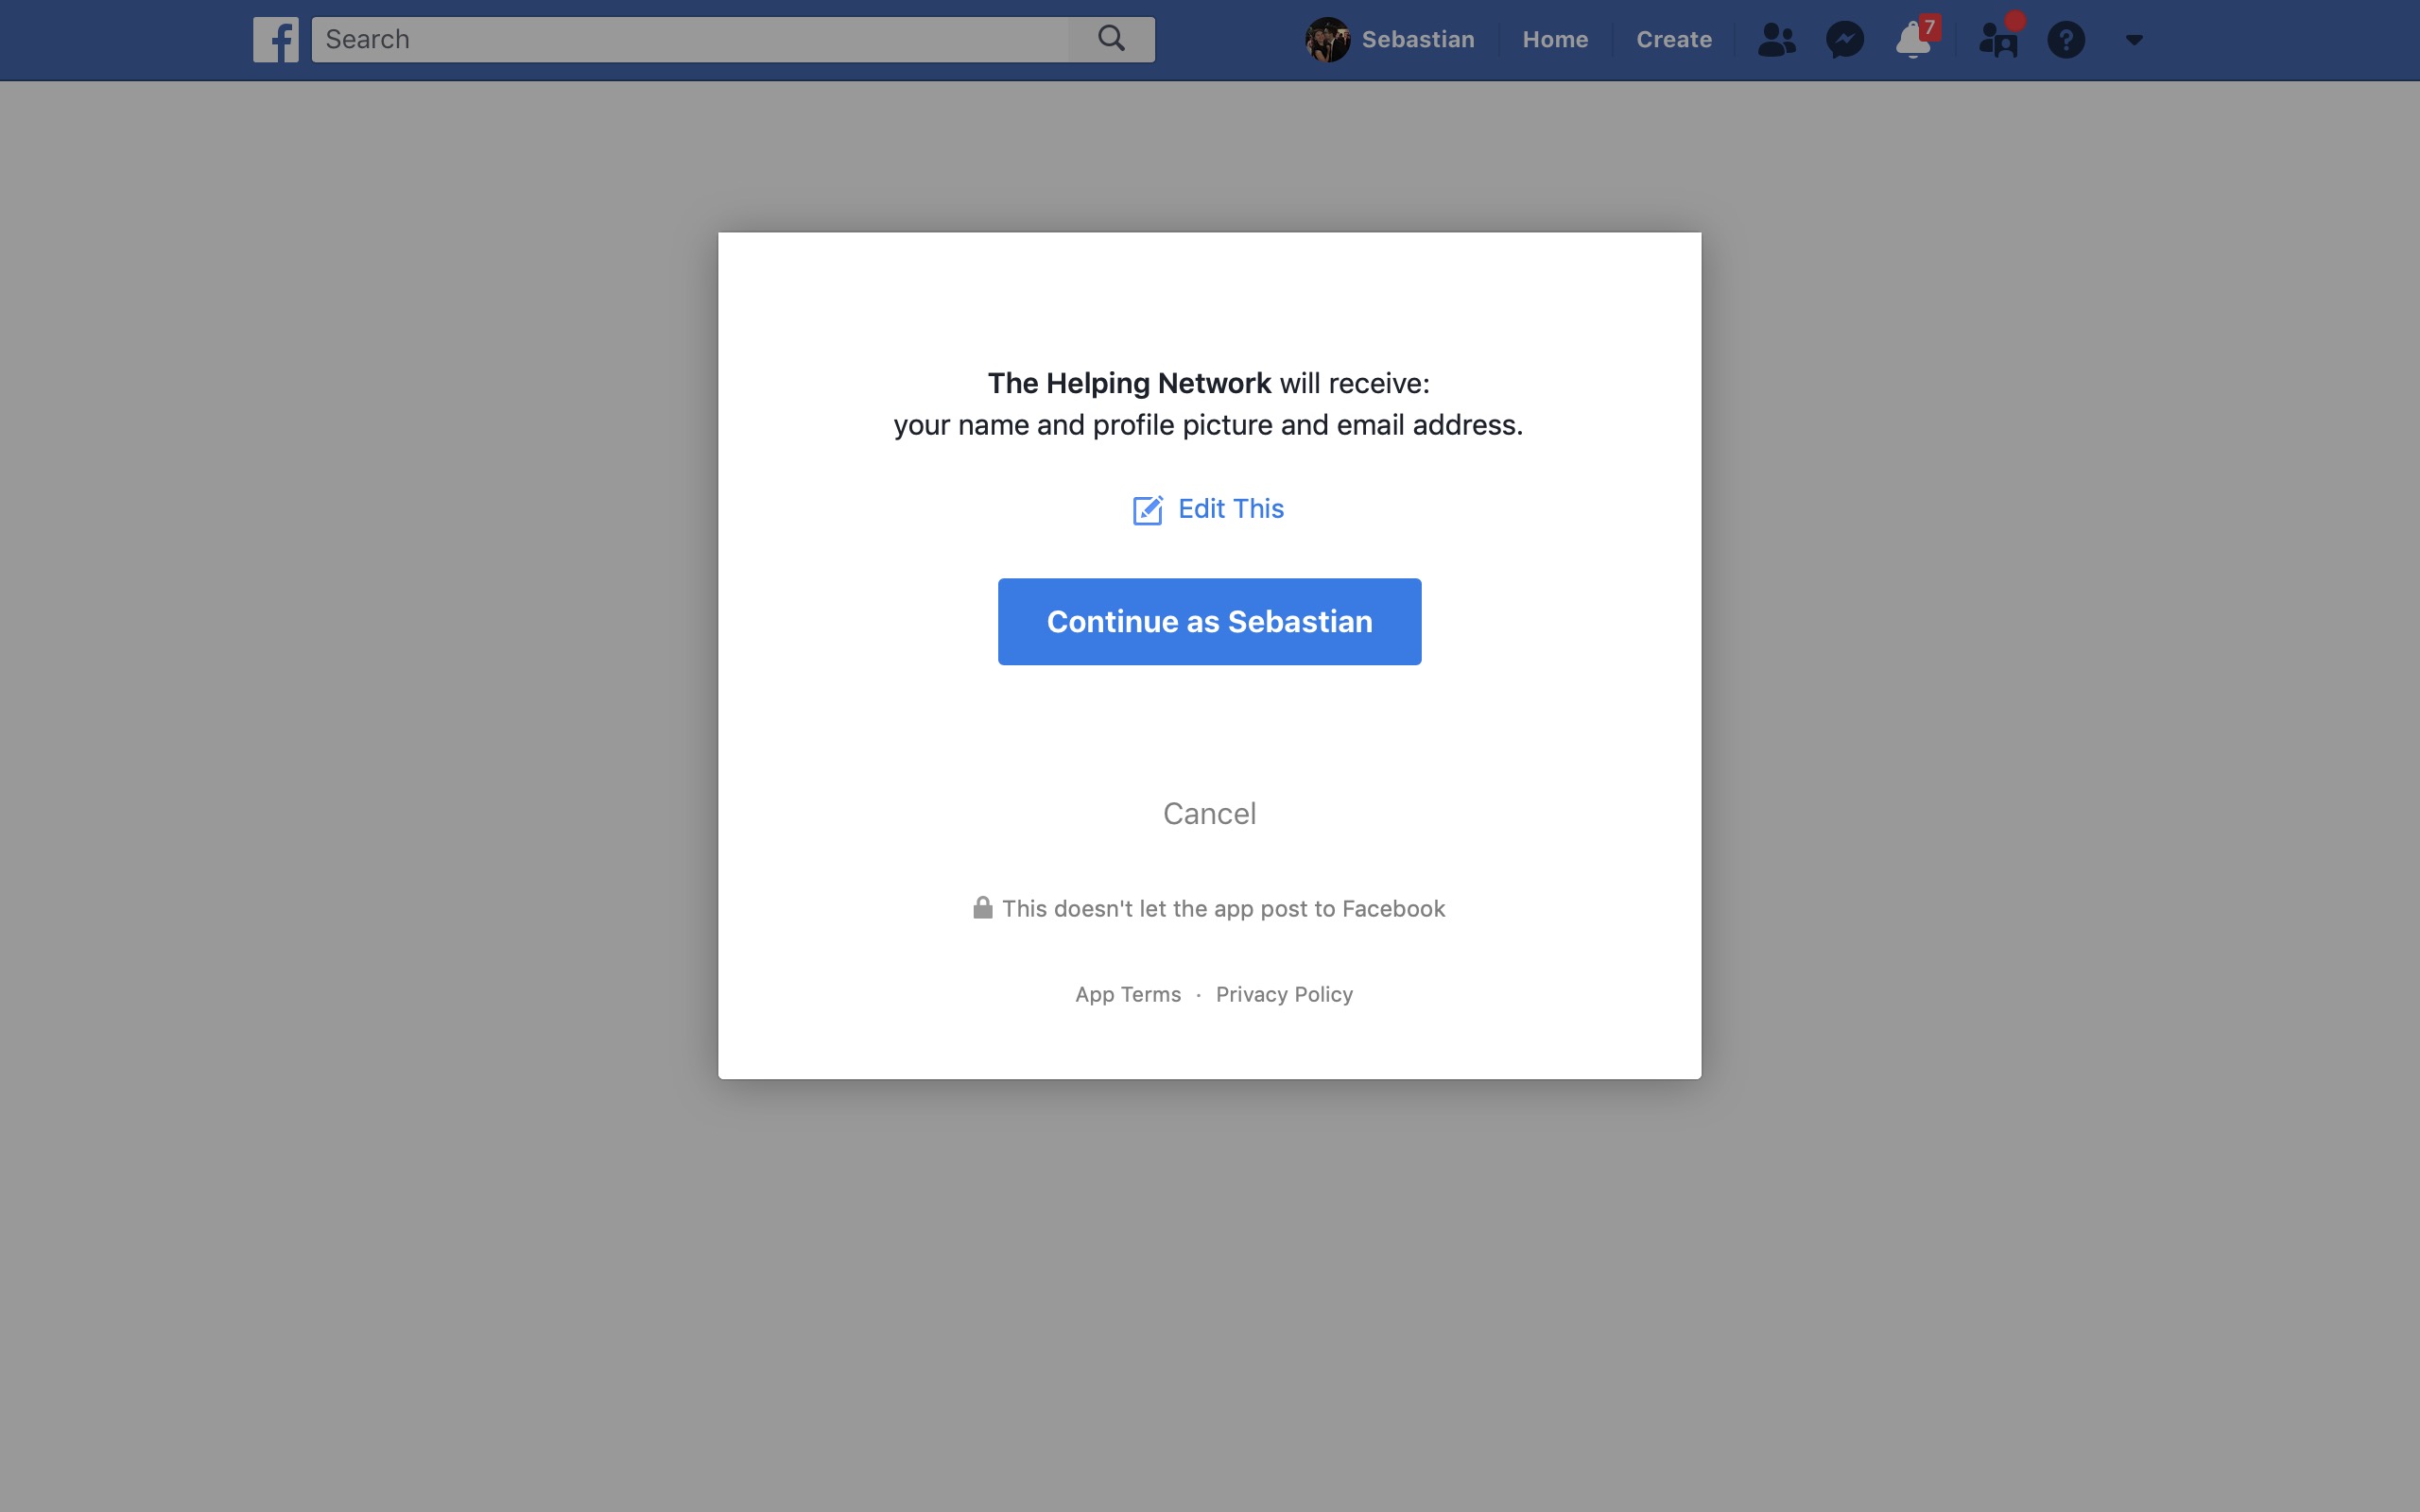 Search
Sebastian
Home
Create
7
The Helping Network will receive:
your name and profile picture and email address.
Edit This
Continue as Sebastian
Cancel
This doesn't let the app post to Facebook
App Terms · Privacy Policy